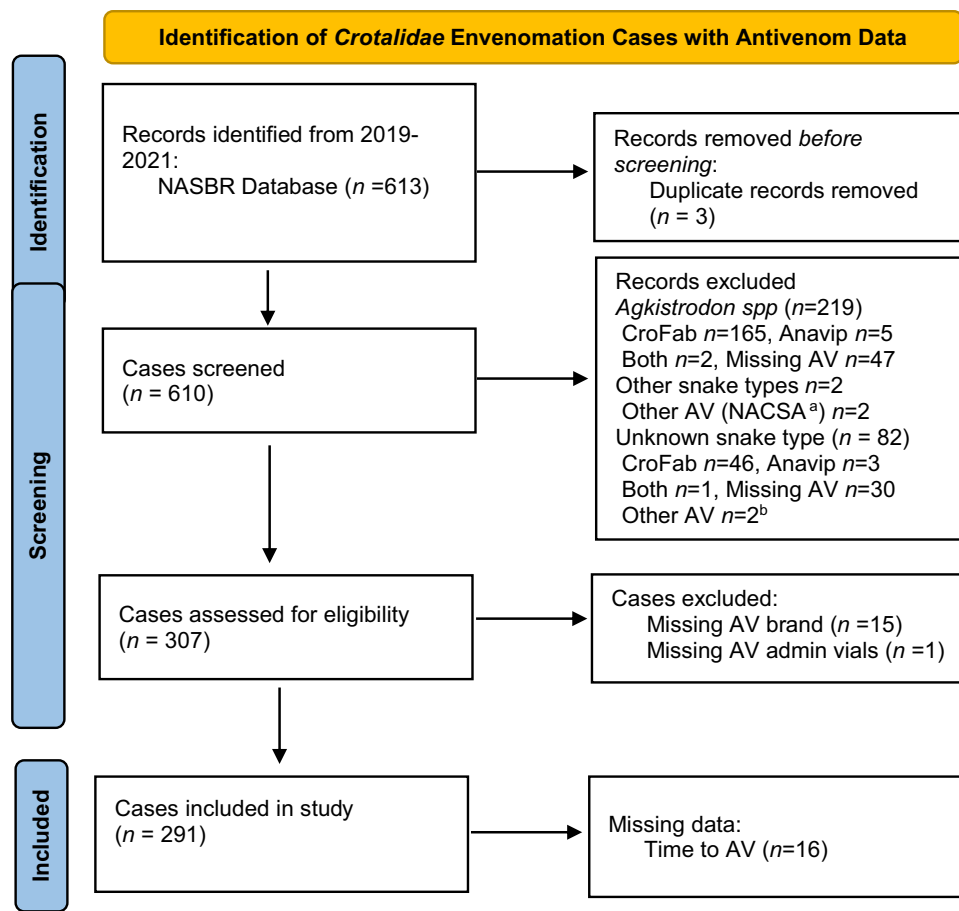 Identification of Crotalidae Envenomation Cases with Antivenom Data
Identification
Records identified from 2019-
2021:
NASBR Database (n =613)
Records removed before
screening:
Duplicate records removed
(n = 3)
Screening
Cases screened
(n = 610)
Records excluded
Agkistrodon spp (n=219)
CroFab n=165, Anavip n=5
Both n=2, Missing AV n=47
Other snake types n=2
Other AV (NACSA a) n=2
Unknown snake type (n = 82)
CroFab n=46, Anavip n=3
Both n=1, Missing AV n=30
Other AV n=2b
Cases assessed for eligibility
(n = 307)
Cases excluded:
Missing AV brand (n =15)
Missing AV admin vials (n =1)
Included
Cases included in study
(n = 291)
Missing data:
Time to AV (n=16)